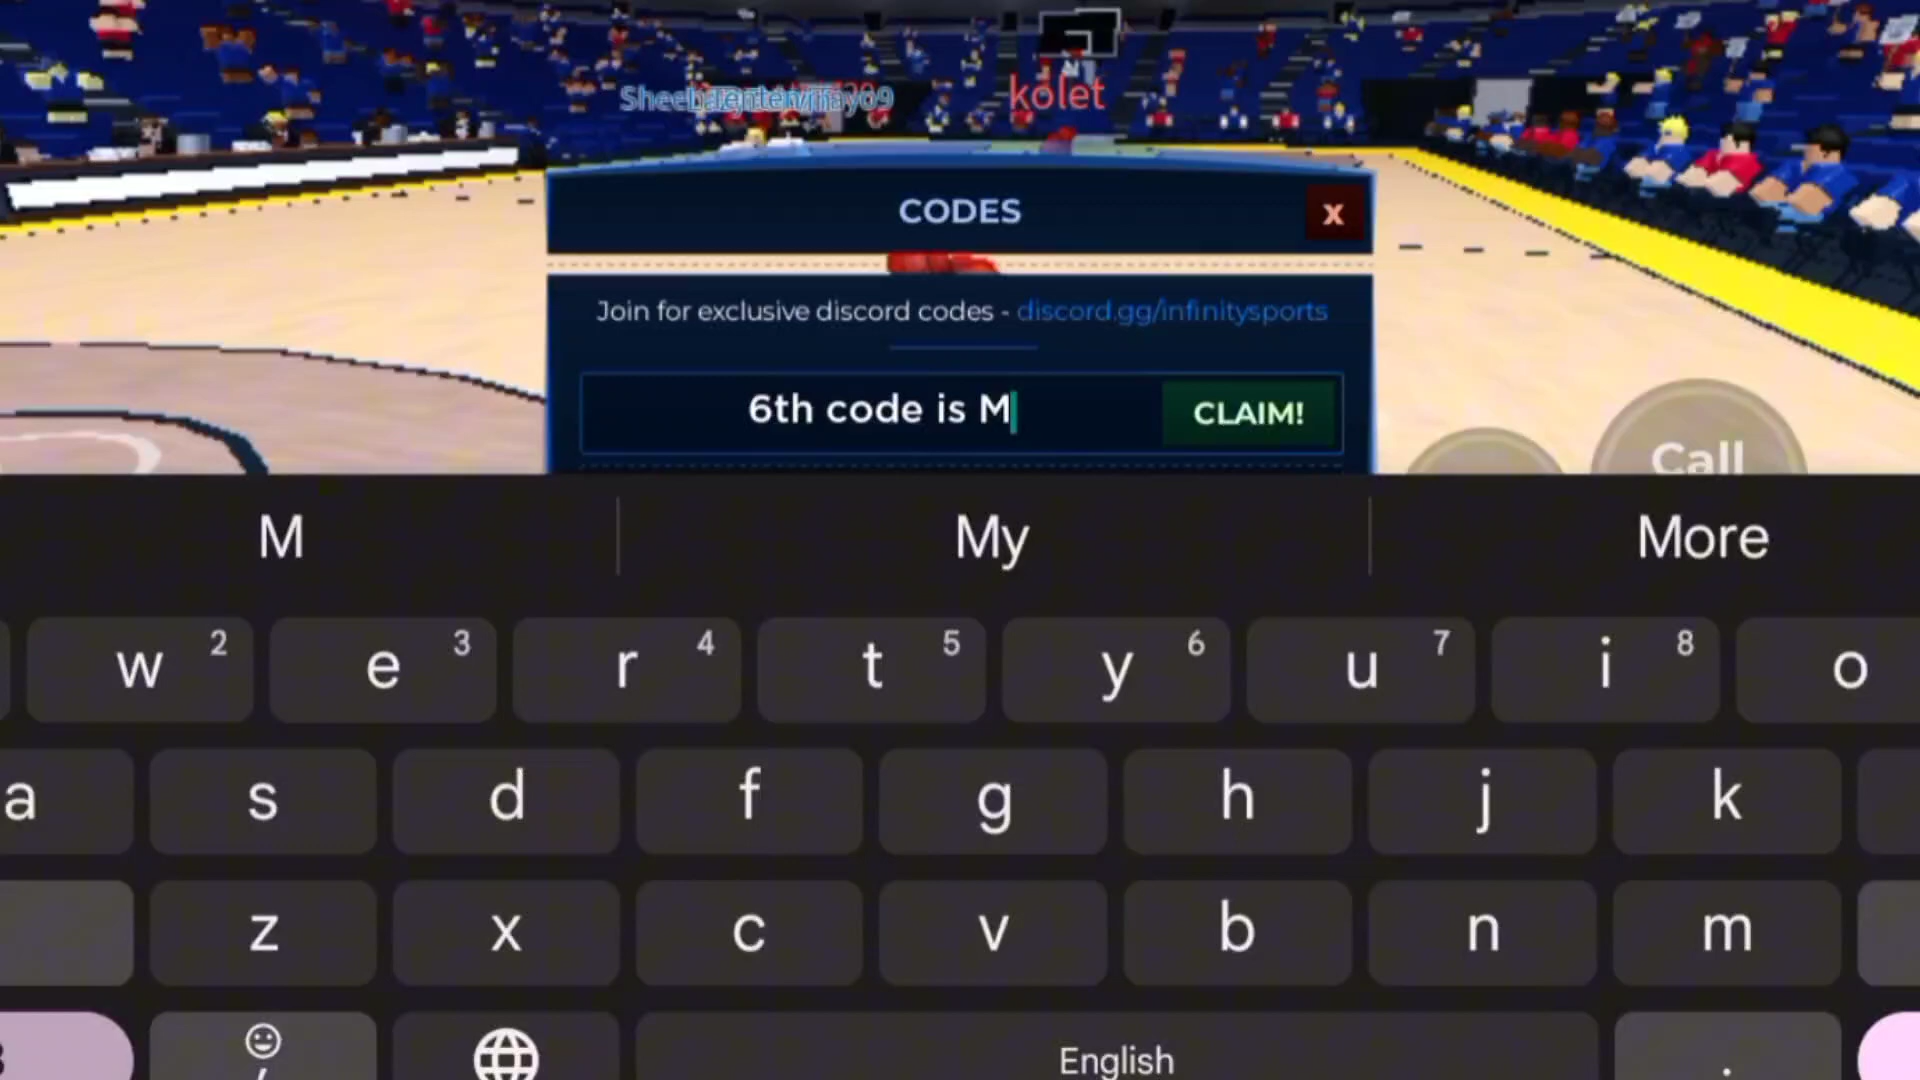 kolet
CODES
x
Join for exclusive discord codes - discord.gg/infinitysports
6th code is M
CLAIM!
Call
M
My
More
w 2
e 3
r 4
t 5
y 6
u 7
i 8
o
a
s
d
f
g
h
j
k
z
x
c
v
b
n
m
,
English
.